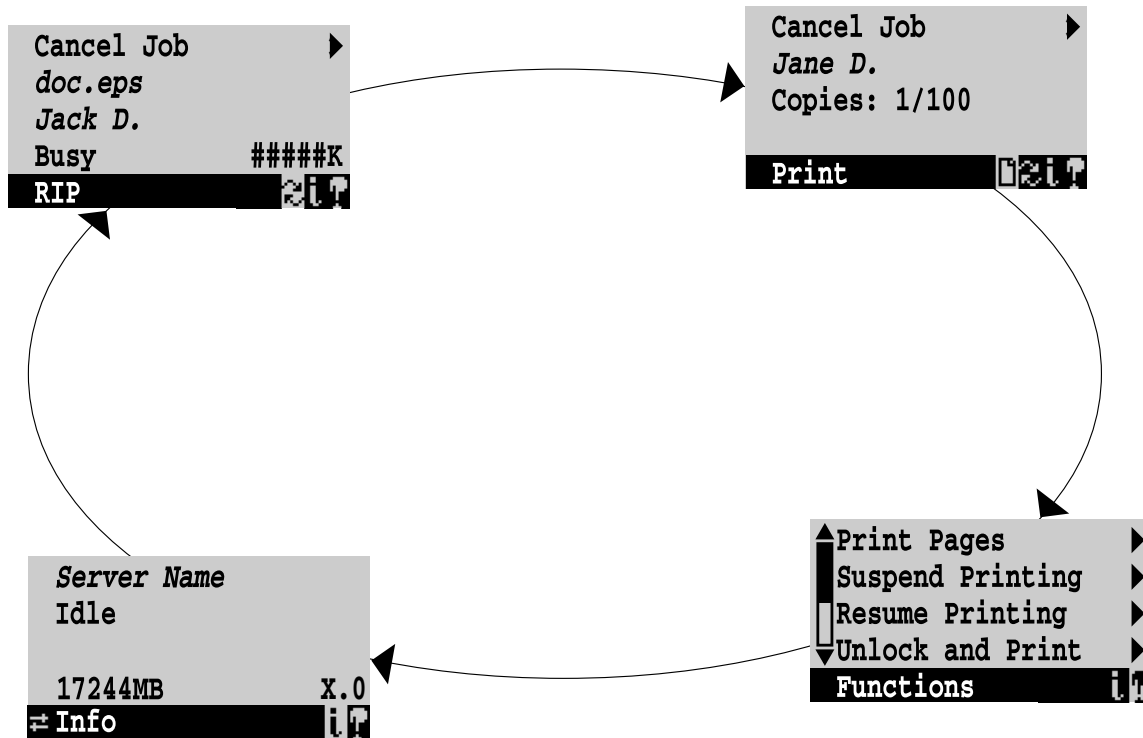 Cancel Job
doc.eps
Jack D.
Busy #####K
RIP
Cancel Job
Jane D.
Copies: 1/100
Print
Server Name
Idle
17244MB X.0
Info
Print Pages
Suspend Printing
Resume Printing
Unlock and Print
Functions